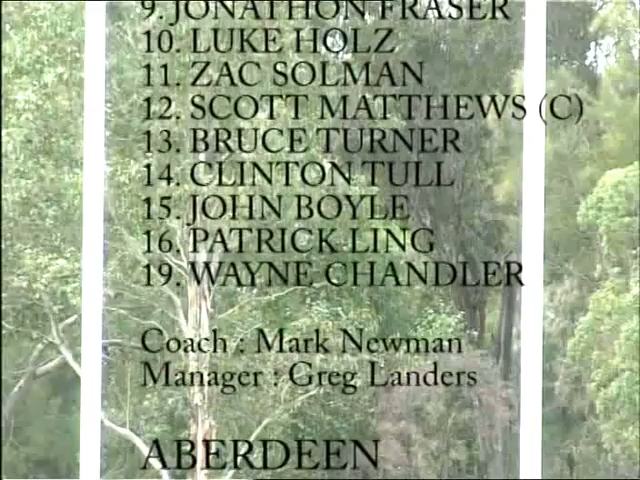 9. JONATHON FRASER
10. LUKE HOLZ
11. ZAC SOLMAN
12. SCOTT MATTHEWS (C)
13. BRUCE TURNER
14. CLINTON TULL
15. JOHN BOYLE
16. PATRICK LING
19. WAYNE CHANDLER
Coach : Mark Newman
Manager : Greg Landers
ABERDEEN